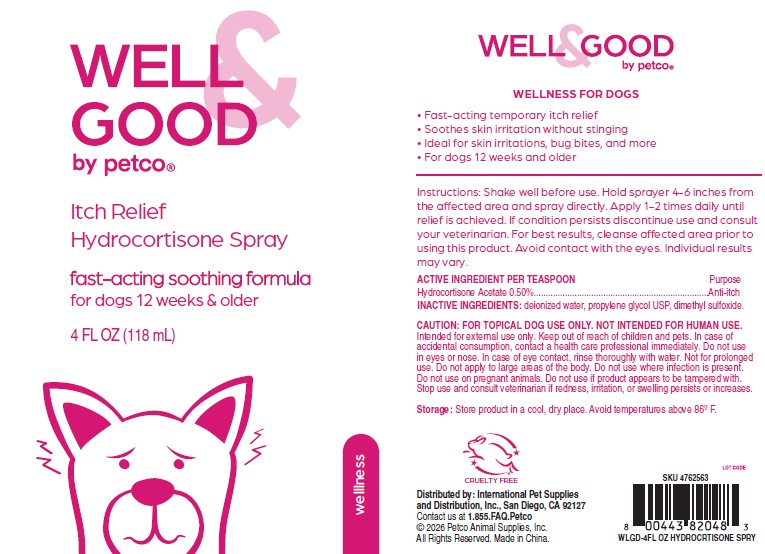 WELL &
GOOD
by petco®
Itch Relief
Hydrocortisone Spray
fast-acting soothing formula
for dogs 12 weeks & older
4 FL OZ (118 mL)
wellness
WELL & GOOD
by petco®
WELLNESS FOR DOGS
• Fast-acting temporary itch relief
• Soothes skin irritation without stinging
• Ideal for skin irritations, bug bites, and more
• For dogs 12 weeks and older
Instructions: Shake well before use. Hold sprayer 4-6 inches from
the affected area and spray directly. Apply 1-2 times daily until
relief is achieved. If condition persists discontinue use and consult
your veterinarian. For best results, cleanse affected area prior to
using this product. Avoid contact with the eyes. Individual results
may vary.
ACTIVE INGREDIENT PER TEASPOON Purpose
Hydrocortisone Acetate 0.50%......................................................................Anti-itch
INACTIVE INGREDIENTS: deionized water, propylene glycol USP, dimethyl sulfoxide.
CAUTION: FOR TOPICAL DOG USE ONLY. NOT INTENDED FOR HUMAN USE.
Intended for external use only. Keep out of reach of children and pets. In case of
accidental consumption, contact a health care professional immediately. Do not use
in eyes or nose. In case of eye contact, rinse thoroughly with water. Not for prolonged
use. Do not apply to large areas of the body. Do not use where infection is present.
Do not use on pregnant animals. Do not use if product appears to be tampered with.
Stop use and consult veterinarian if redness, irritation, or swelling persists or increases.
Storage: Store product in a cool, dry place. Avoid temperatures above 86º F.
CRUELTY FREE
Distributed by: International Pet Supplies
and Distribution, Inc., San Diego, CA 92127
Contact us at 1.855.FAQ.Petco
© 2026 Petco Animal Supplies, Inc.
All Rights Reserved. Made in China.
LOT CODE
SKU 4762563
8 00443 82048 3
WLGD-4FL OZ HYDROCRTISONE SPRY